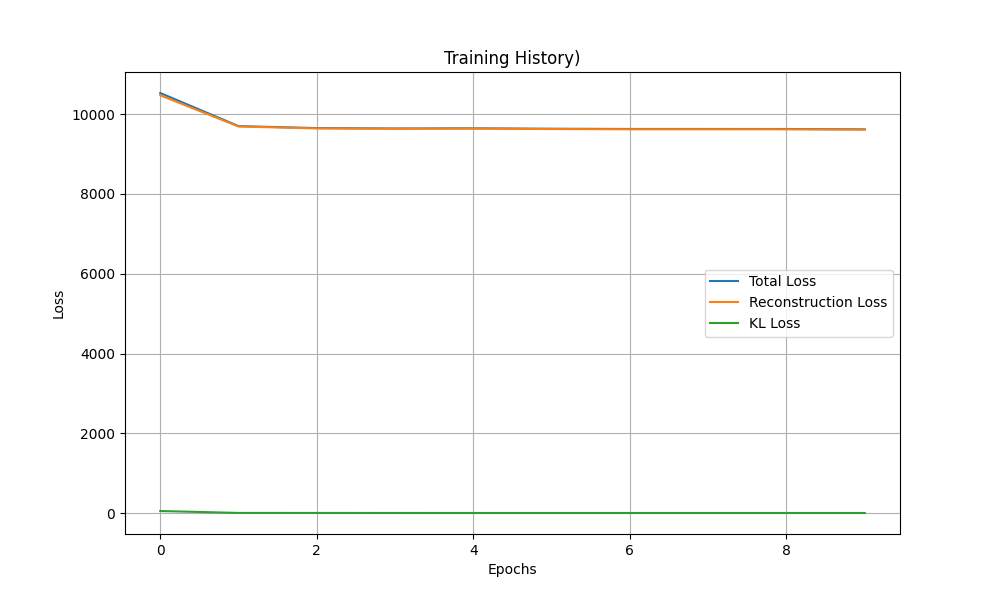 Training History)
Loss
10000
8000
6000
4000
2000
0
Total Loss
Reconstruction Loss
KL Loss
0 2 4 6 8
Epochs